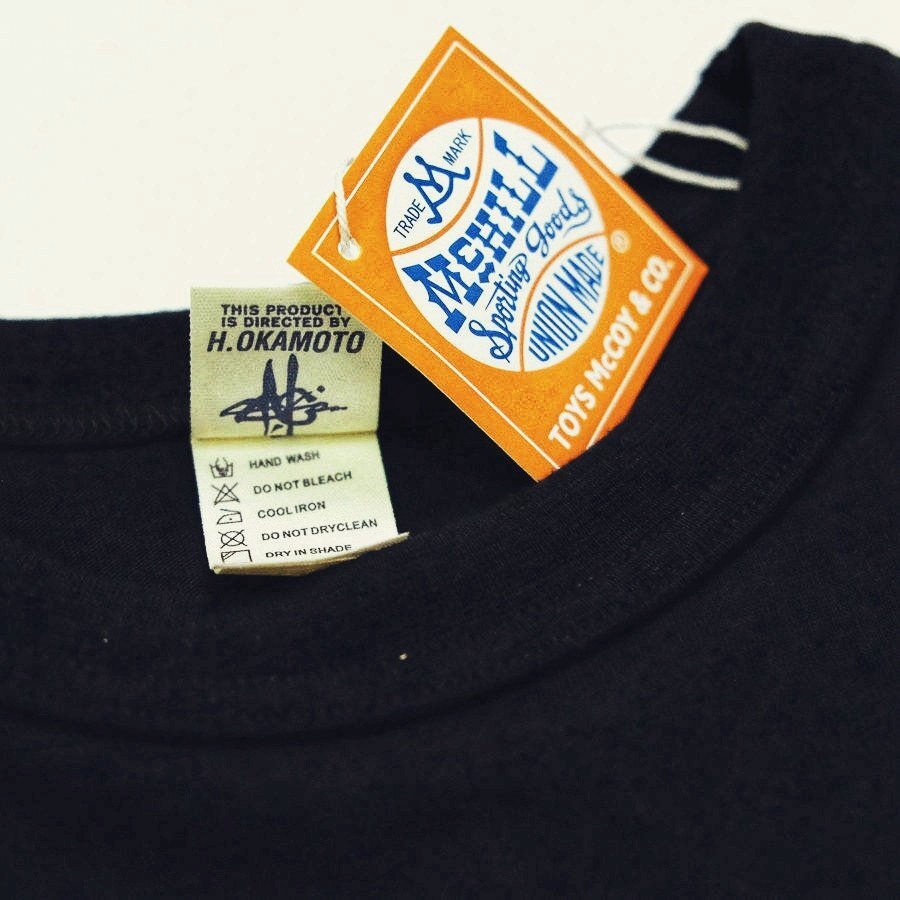 TRADE M MARK
McHILL
Sporting goods
UNION MADE ®
TOYS McCOY & CO.
THIS PRODUCT
IS DIRECTED BY
H.OKAMOTO
HAND WASH
DO NOT BLEACH
COOL IRON
DO NOT DRYCLEAN
DRY IN SHADE